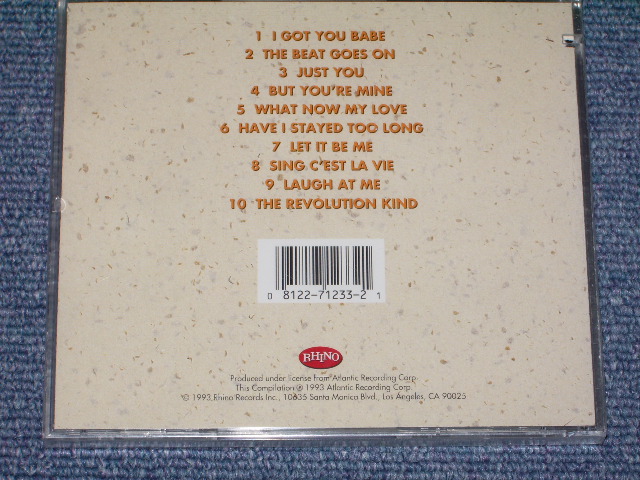 1 I GOT YOU BABE
2 THE BEAT GOES ON
3 JUST YOU
4 BUT YOU'RE MINE
5 WHAT NOW MY LOVE
6 HAVE I STAYED TOO LONG
7 LET IT BE ME
8 SING C'EST LA VIE
9 LAUGH AT ME
10 THE REVOLUTION KIND
0 8122-71233-2 1
RHINO
Produced under license from Atlantic Recording Corp.
This Compilation ℗ 1993 Atlantic Recording Corp.
© 1993 Rhino Records Inc., 10635 Santa Monica Blvd., Los Angeles, CA 90025